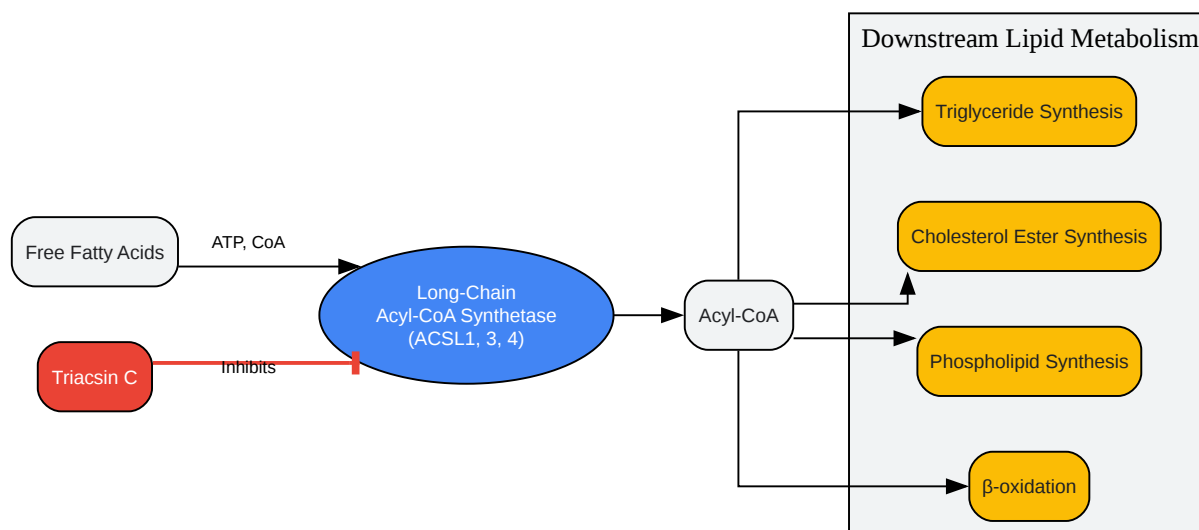 Downstream Lipid Metabolism
Triglyceride Synthesis
Cholesterol Ester Synthesis
Free Fatty Acids
ATP, CoA
Long-Chain
Acyl-CoA Synthetase
(ACSL1, 3, 4)
Acyl-CoA
Triacsin C
Inhibits
Phospholipid Synthesis
β-oxidation